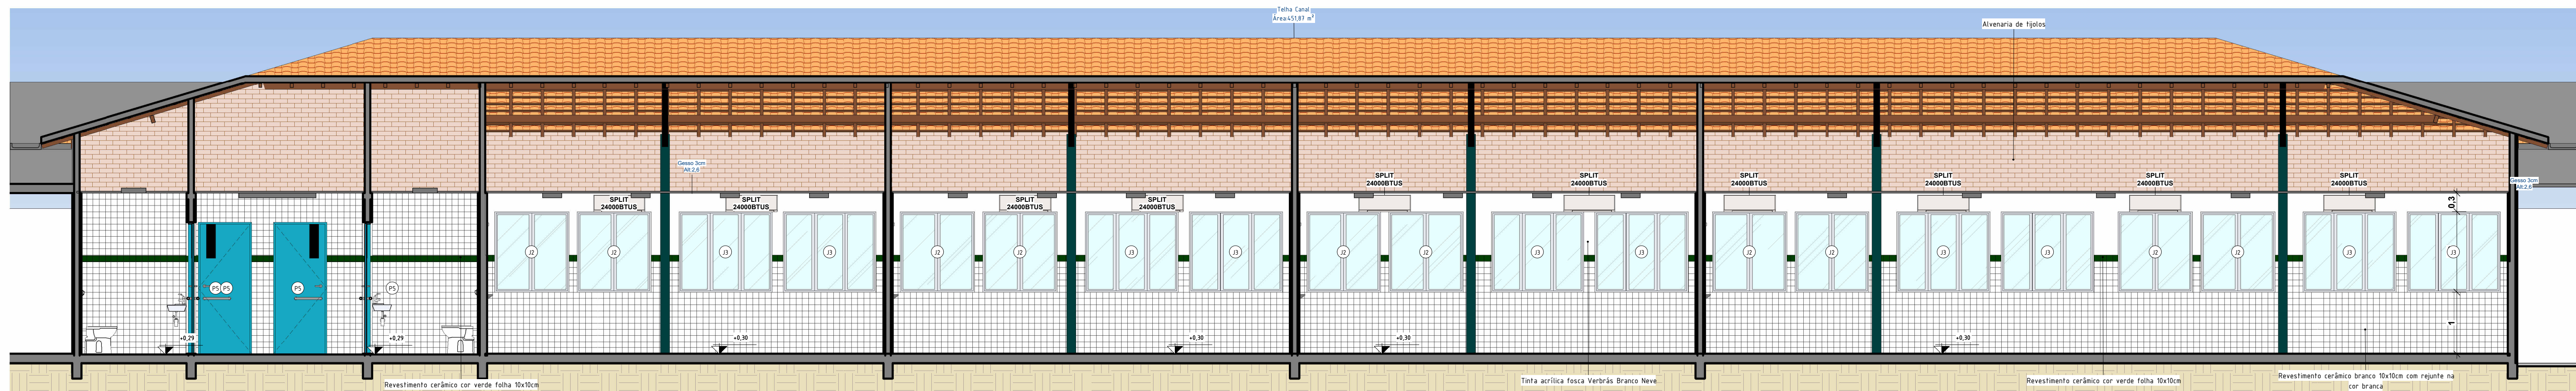 Telha Canal
Área:451,87 m²
Alvenaria de tijolos
Gesso 3cm
Alt:2,6
SPLIT
24000BTUS
SPLIT
24000BTUS
SPLIT
24000BTUS
SPLIT
24000BTUS
SPLIT
24000BTUS
SPLIT
24000BTUS
SPLIT
24000BTUS
SPLIT
24000BTUS
SPLIT
24000BTUS
SPLIT
24000BTUS
Gesso 3cm
Alt:2,6
0,3
J2
J2
J3
J3
J2
J2
J3
J3
J2
J2
J3
J3
J2
J2
J3
J3
J2
J2
J3
J3
P5
P5
P5
P5
1
+0,29
+0,29
+0,30
+0,30
+0,30
+0,30
Revestimento cerâmico cor verde folha 10x10cm
Tinta acrílica fosca Verbrás Branco Neve
Revestimento cerâmico cor verde folha 10x10cm
Revestimento cerâmico branco 10x10cm com rejunte na
cor branca